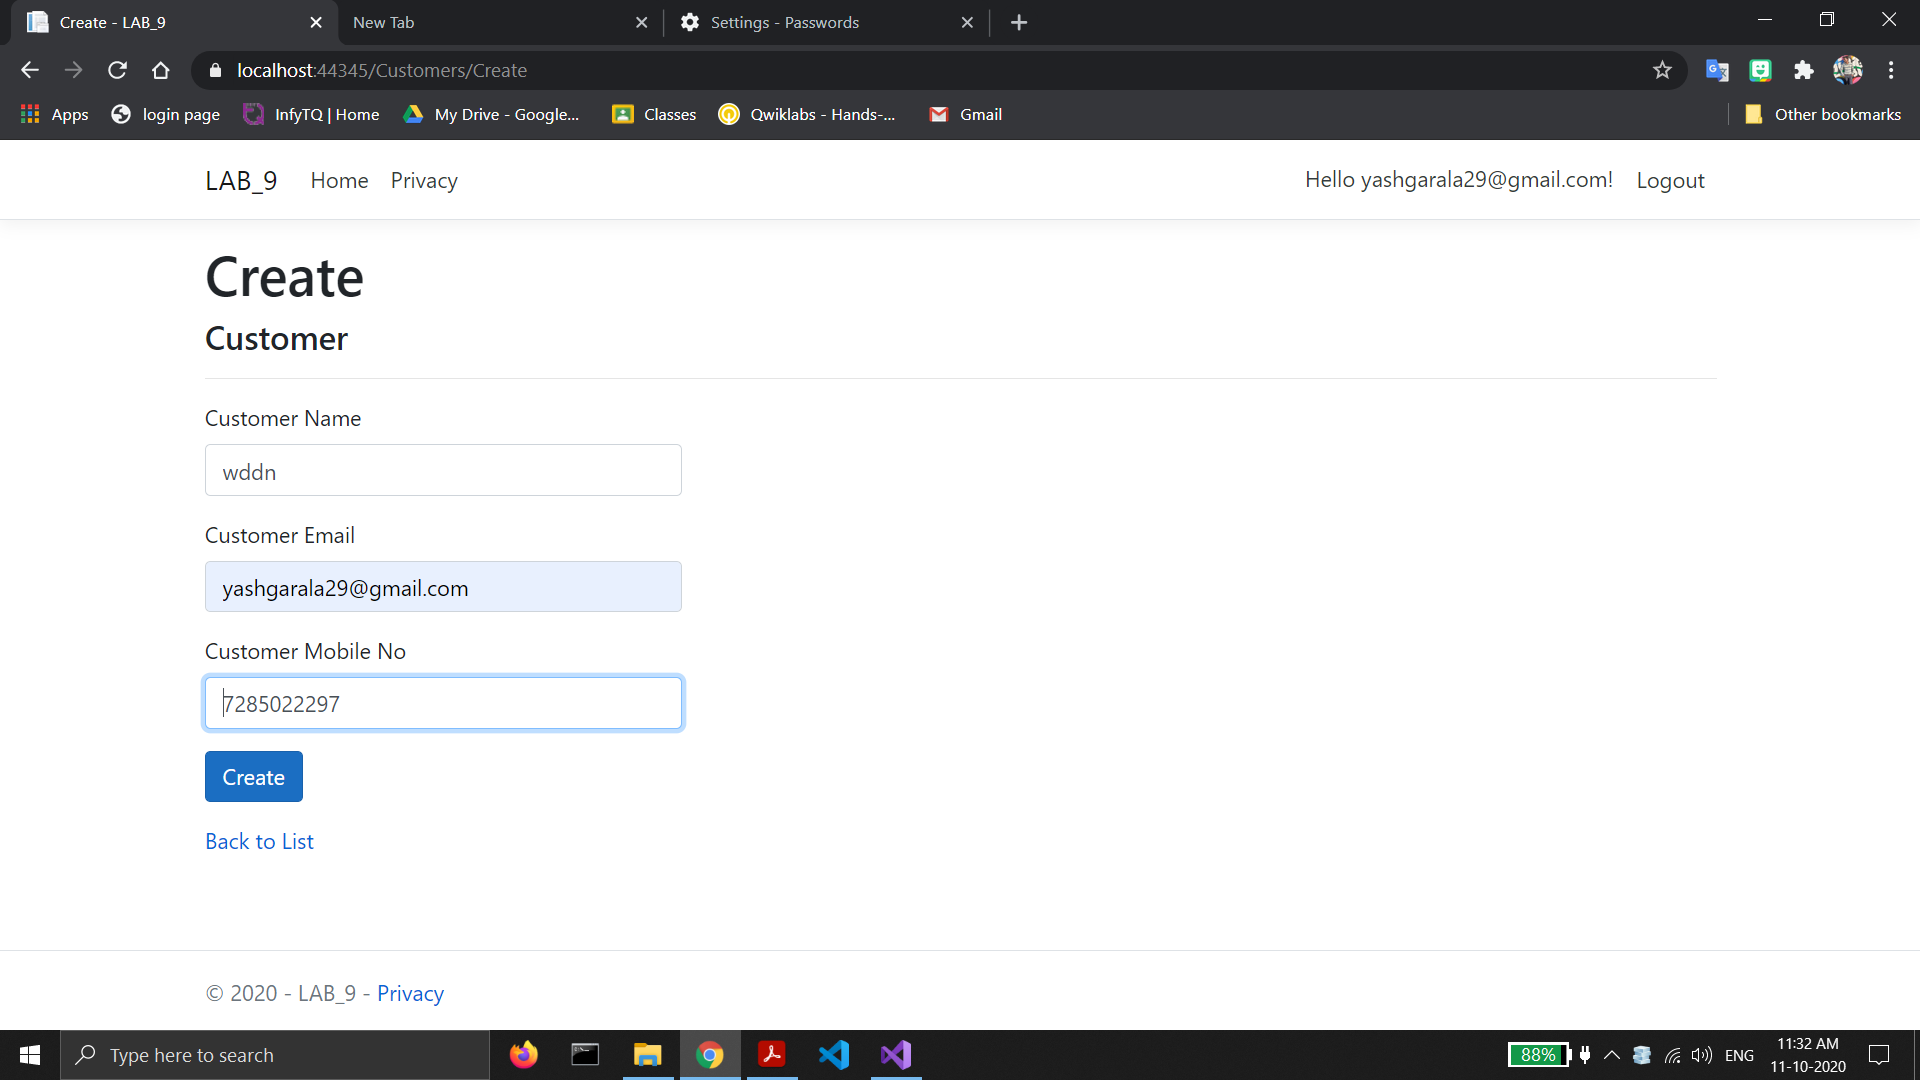 Create - LAB_9
New Tab
Settings - Passwords
localhost:44345/Customers/Create
Apps
login page
InfyTQ | Home
My Drive - Google...
Classes
Qwiklabs - Hands-...
Gmail
Other bookmarks
LAB_9
Home
Privacy
Hello yashgarala29@gmail.com!
Logout
Create
Customer
Customer Name
wddn
Customer Email
yashgarala29@gmail.com
Customer Mobile No
7285022297
Create
Back to List
© 2020 - LAB_9 - Privacy
Type here to search
88%
ENG
11:32 AM
11-10-2020